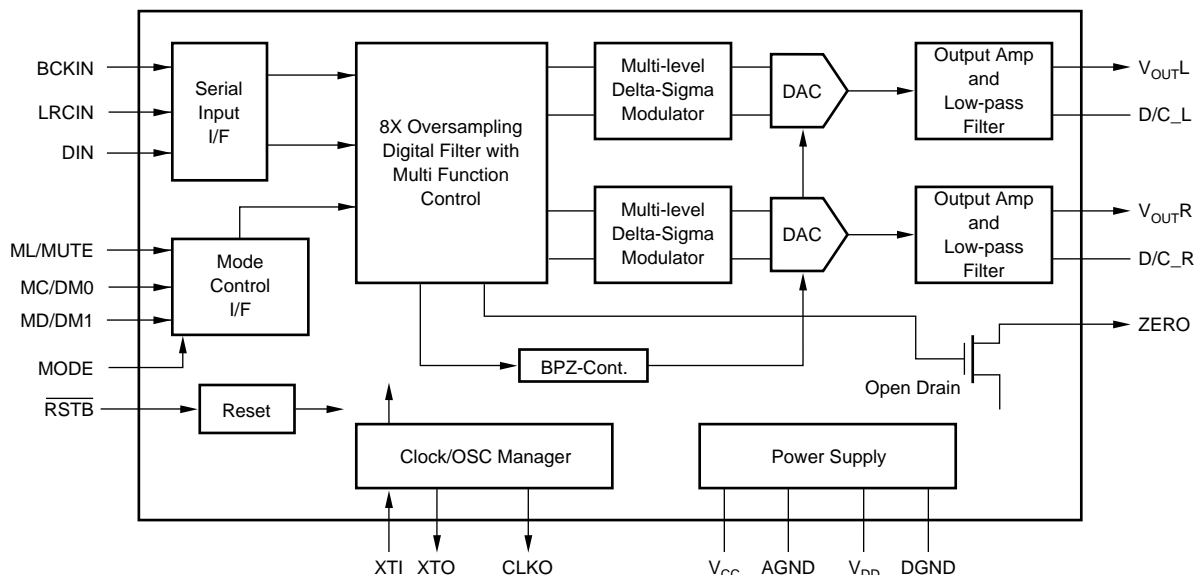 BCKIN
LRCIN
DIN
Serial
Input
I/F
8X Oversampling
Digital Filter with
Multi Function
Control
Multi-level
Delta-Sigma
Modulator
DAC
Output Amp
and
Low-pass
Filter
VOUTL
D/C_L
Multi-level
Delta-Sigma
Modulator
DAC
Output Amp
and
Low-pass
Filter
VOUTR
D/C_R
ML/MUTE
MC/DM0
MD/DM1
MODE
Mode
Control
I/F
BPZ-Cont.
Open Drain
ZERO
RSTB
Reset
Clock/OSC Manager
Power Supply
XTI
XTO
CLKO
VCC
AGND
VDD
DGND